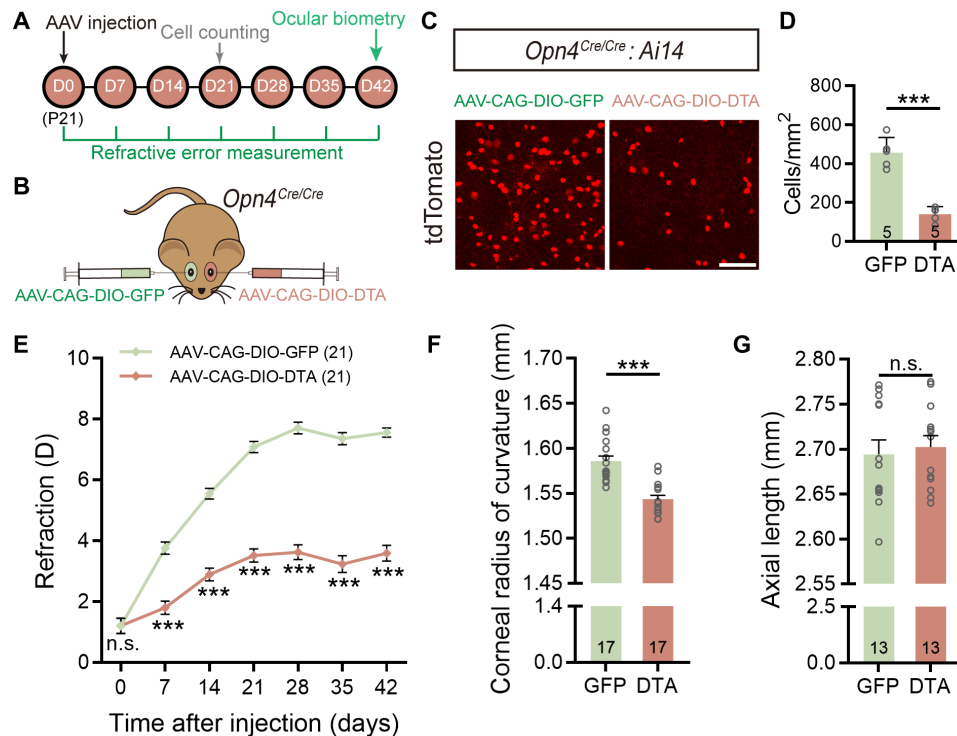 A
AAV injection
Cell counting
Ocular biometry
D0 D7 D14 D21 D28 D35 D42
(P21)
Refractive error measurement
B
Opn4Cre/Cre
AAV-CAG-DIO-GFP AAV-CAG-DIO-DTA
C
Opn4Cre/Cre : Ai14
AAV-CAG-DIO-GFP AAV-CAG-DIO-DTA
tdTomato
D
Cells/mm2
800
600
400
200
0
***
5 5
GFP DTA
E
AAV-CAG-DIO-GFP (21)
AAV-CAG-DIO-DTA (21)
Refraction (D)
10
8
6
4
2
0
n.s. *** *** *** *** *** ***
0 7 14 21 28 35 42
Time after injection (days)
F
Corneal radius of curvature (mm)
1.70
1.65
1.60
1.55
1.50
1.45
1.4
0.0
***
17 17
GFP DTA
G
Axial length (mm)
2.80
2.75
2.70
2.65
2.60
2.55
2.5
0.0
n.s.
13 13
GFP DTA